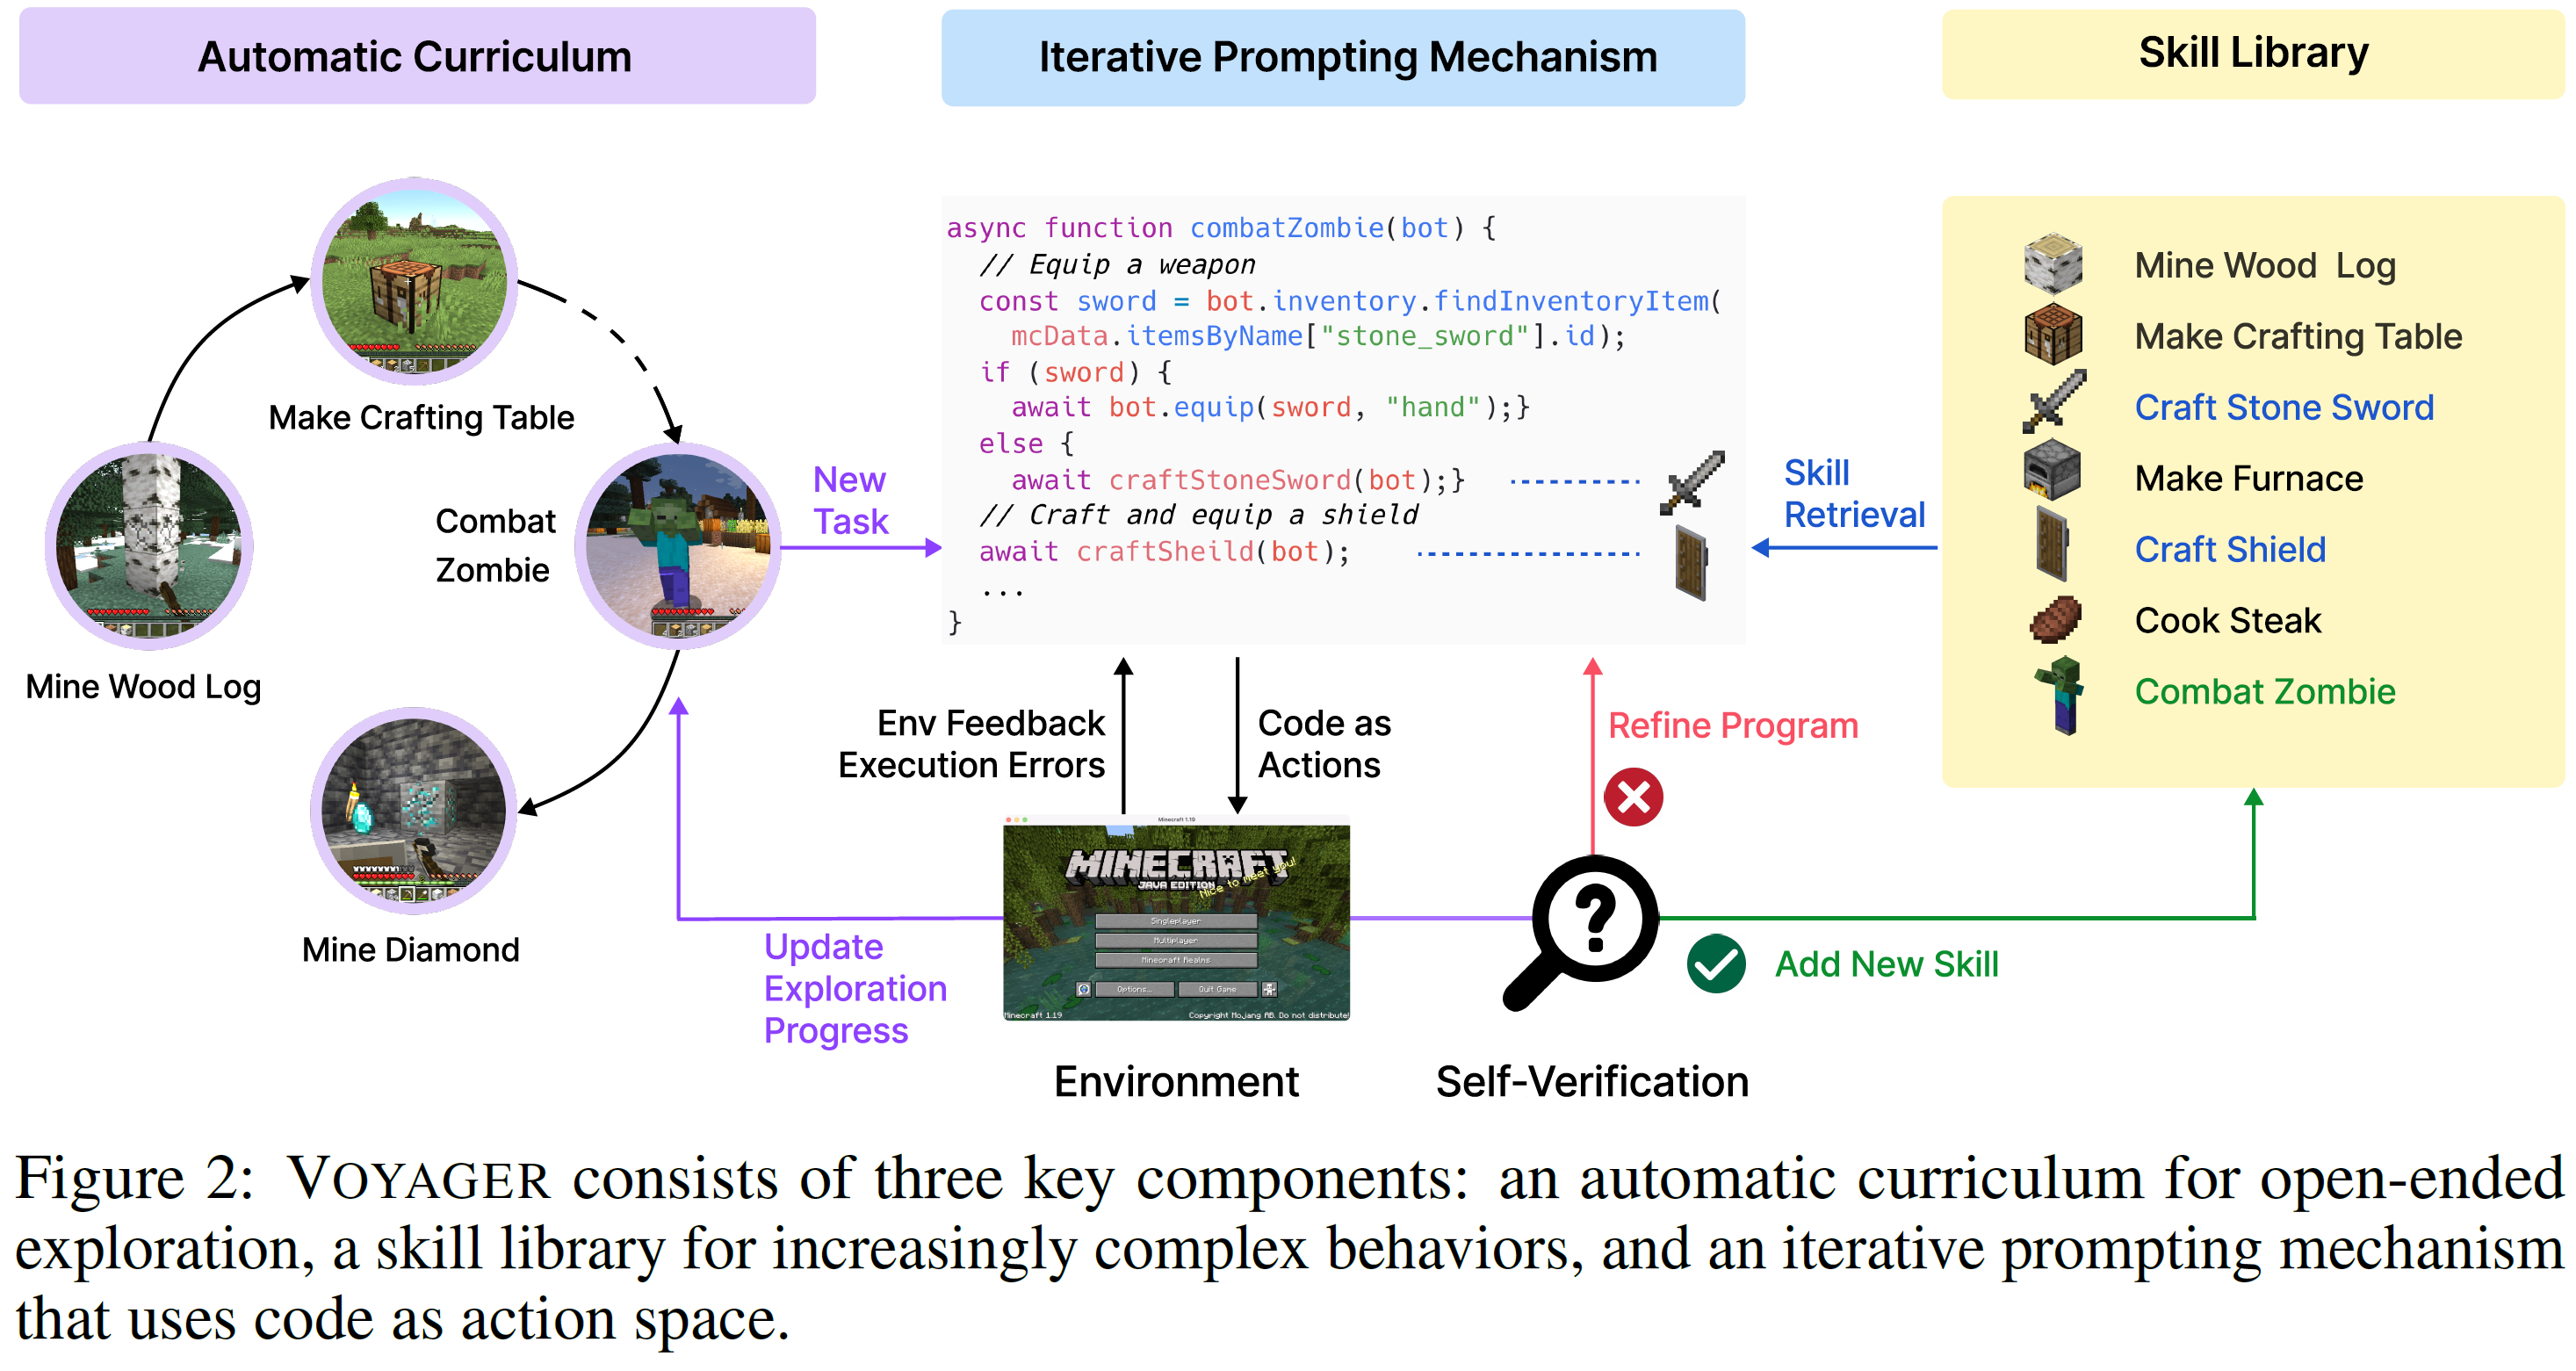 Automatic Curriculum
Iterative Prompting Mechanism
Skill Library
Make Crafting Table
Mine Wood Log
Combat
Zombie
Mine Diamond
New
Task
async function combatZombie(bot) {
// Equip a weapon
const sword = bot.inventory.findInventoryItem(
mcData.itemsByName["stone_sword"].id);
if (sword) {
await bot.equip(sword, "hand");}
else {
await craftStoneSword(bot);}
// Craft and equip a shield
await craftSheild(bot);
...
}
Skill
Retrieval
Mine Wood Log
Make Crafting Table
Craft Stone Sword
Make Furnace
Craft Shield
Cook Steak
Combat Zombie
Env Feedback
Execution Errors
Code as
Actions
Refine Program
Update
Exploration
Progress
Minecraft 1.19
MINECRAFT
JAVA EDITION
Nice to meet you!
Singleplayer
Multiplayer
Minecraft Realms
Options...
Quit Game
Minecraft 1.19
Copyright Mojang AB. Do not distribute!
?
Add New Skill
Environment
Self-Verification
Figure 2: VOYAGER consists of three key components: an automatic curriculum for open-ended
exploration, a skill library for increasingly complex behaviors, and an iterative prompting mechanism
that uses code as action space.